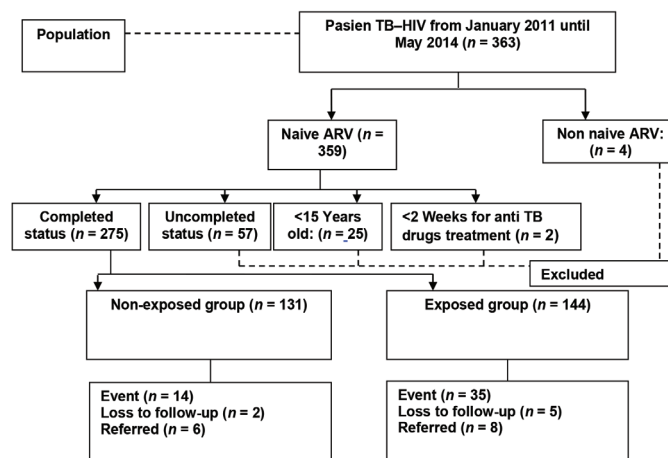 Population
Pasien TB–HIV from January 2011 until
May 2014 (n = 363)
Naive ARV (n =
359)
Non naive ARV:
(n = 4)
Completed
status (n = 275)
Uncompleted
status (n = 57)
<15 Years
old: (n = 25)
<2 Weeks for anti TB
drugs treatment (n = 2)
Excluded
Non-exposed group (n = 131)
Exposed group (n = 144)
Event (n = 14)
Loss to follow-up (n = 2)
Referred (n = 6)
Event (n = 35)
Loss to follow-up (n = 5)
Referred (n = 8)